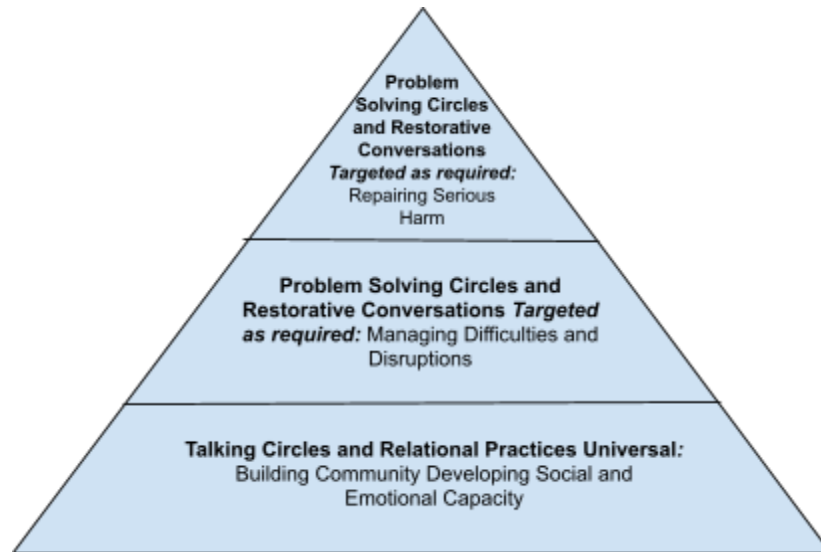 Problem
Solving Circles
and Restorative
Conversations
Targeted as required:
Repairing Serious
Harm
Problem Solving Circles and
Restorative Conversations Targeted
as required: Managing Difficulties and
Disruptions
Talking Circles and Relational Practices Universal:
Building Community Developing Social and
Emotional Capacity